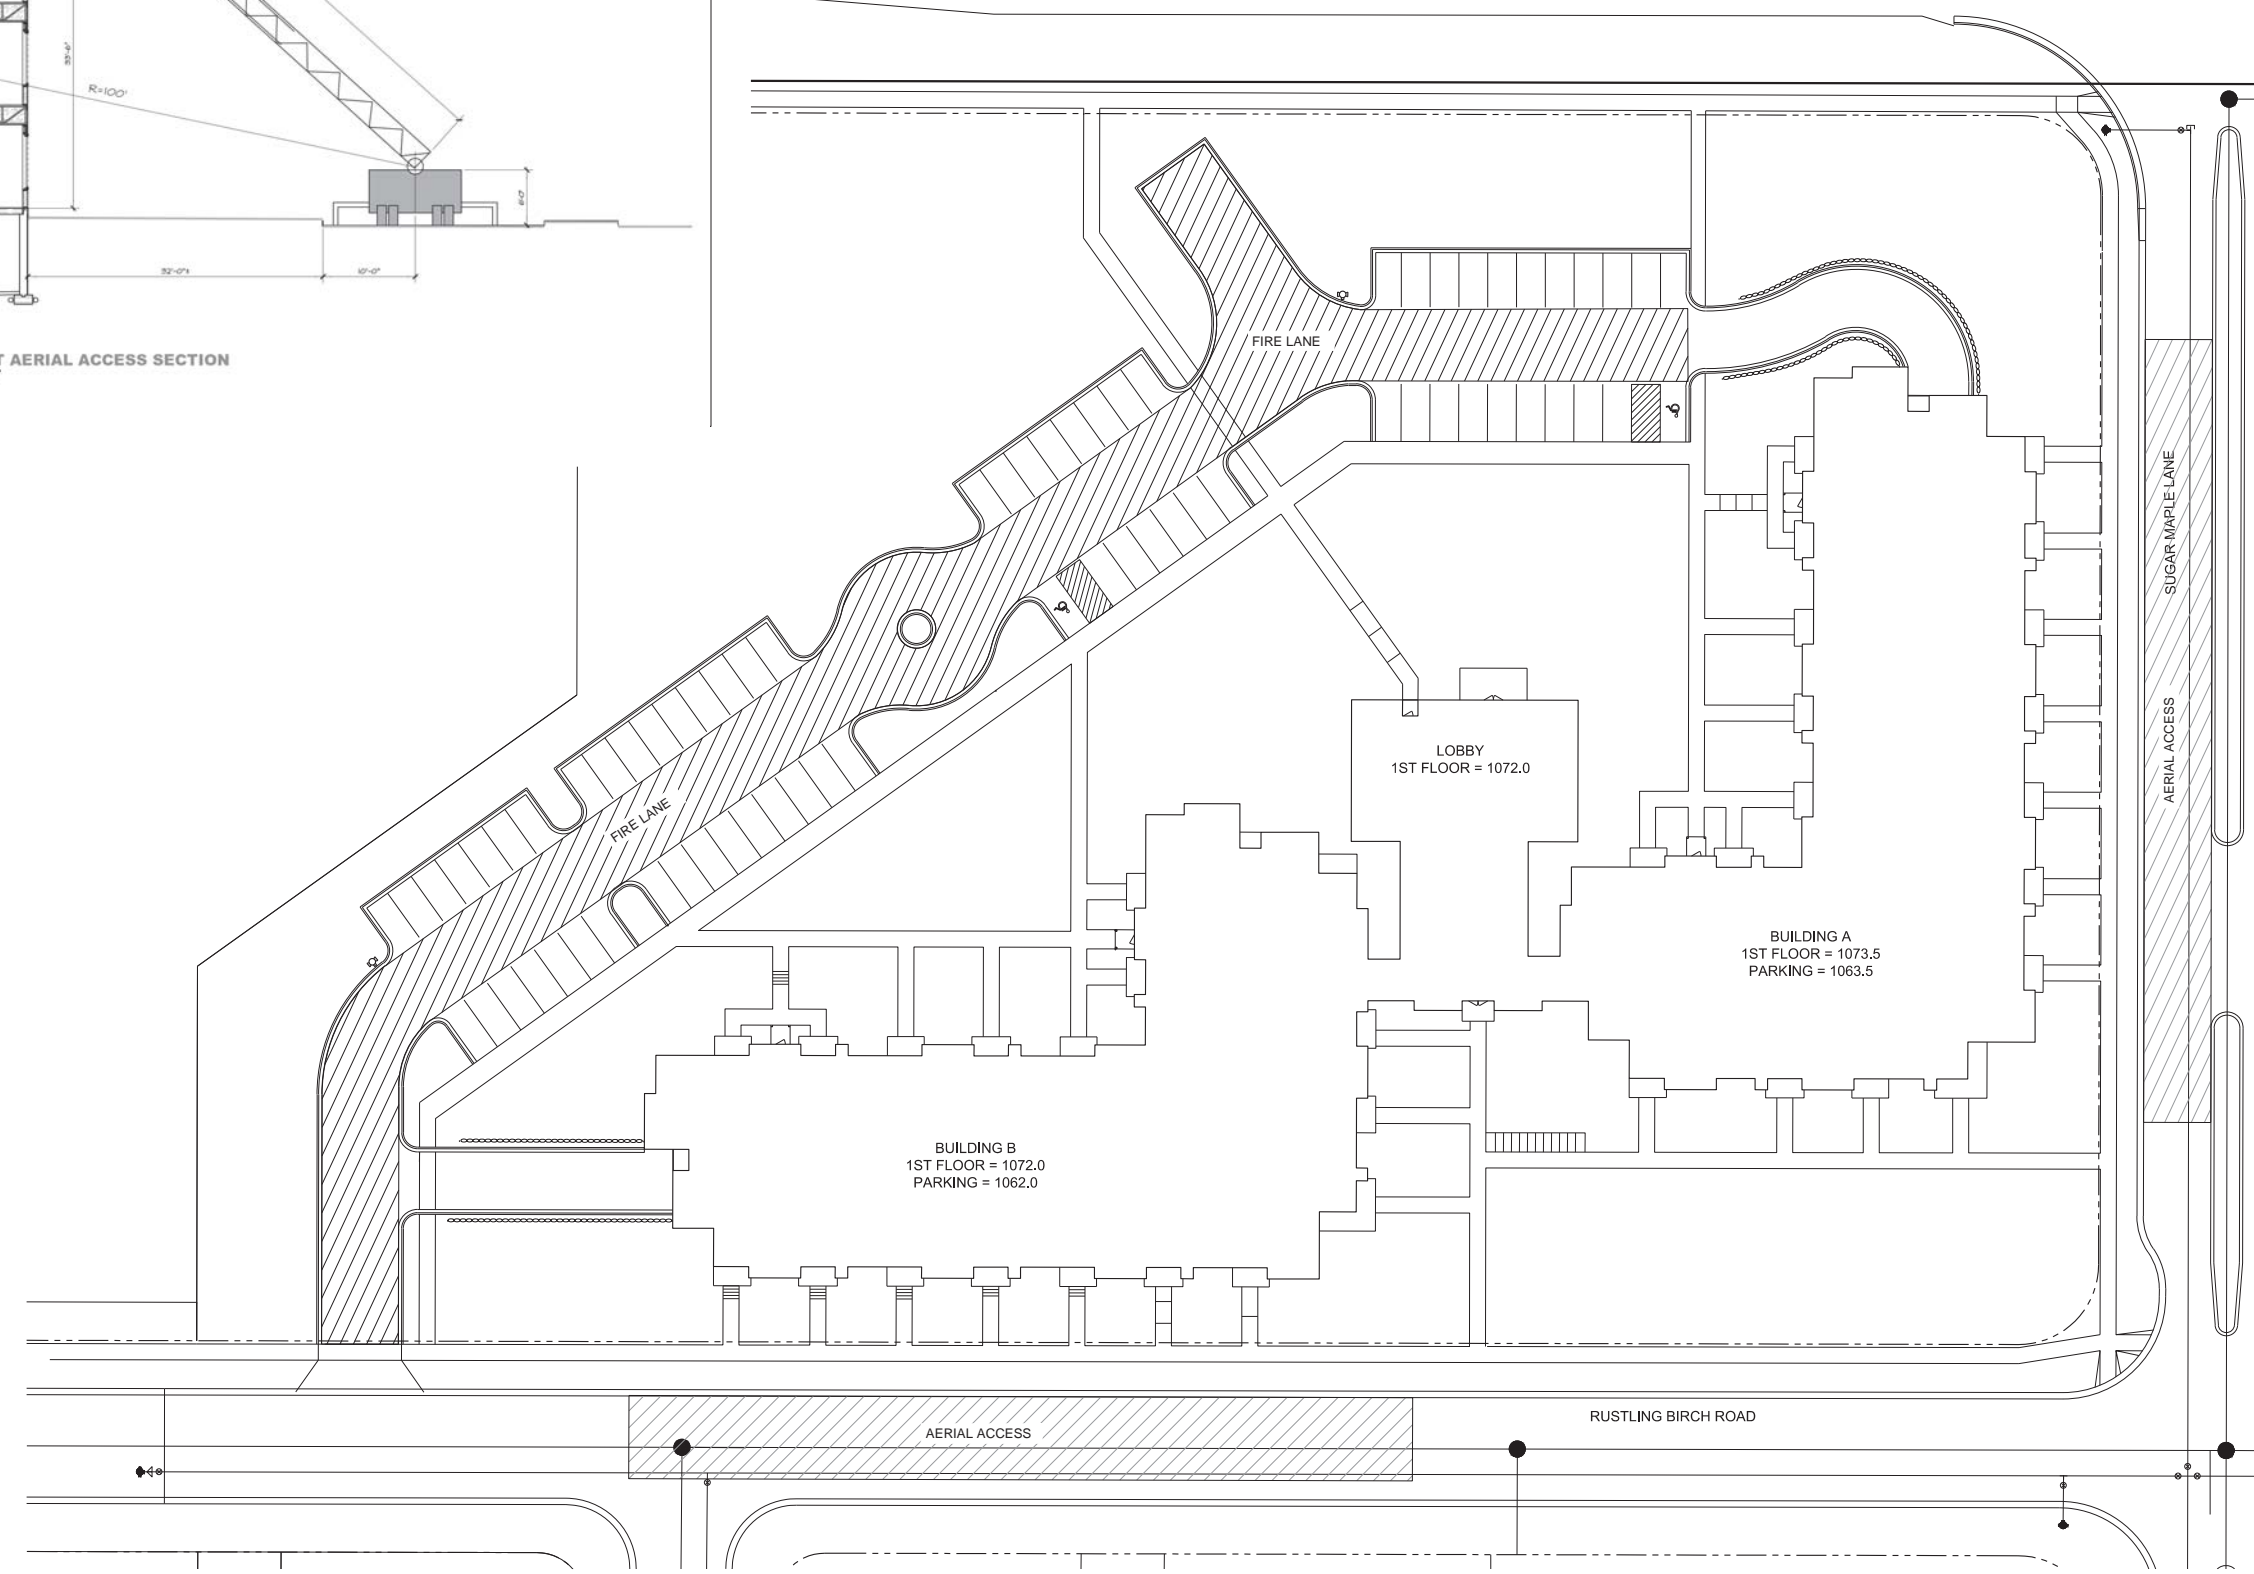 R=100'
10'-0"
T AERIAL ACCESS SECTION
FIRE LANE
SUGAR MAPLE LANE
AERIAL ACCESS
LOBBY
1ST FLOOR = 1072.0
FIRE LANE
BUILDING A
1ST FLOOR = 1073.5
PARKING = 1063.5
BUILDING B
1ST FLOOR = 1072.0
PARKING = 1062.0
RUSTLING BIRCH ROAD
AERIAL ACCESS